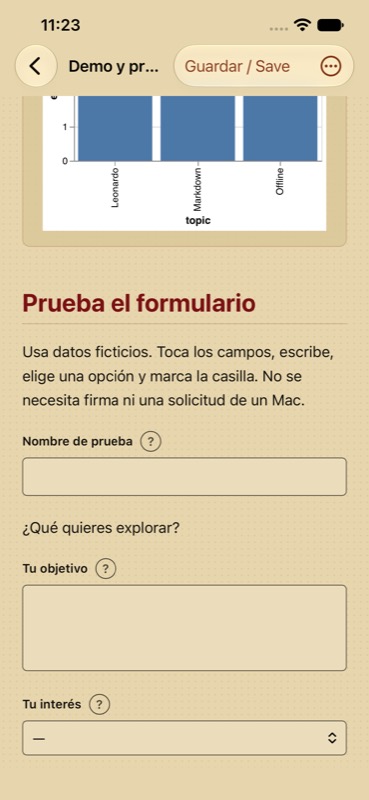 11:23
Demo y pr...
Guardar / Save
1
0
Leonardo
Markdown
Offline
topic
Prueba el formulario
Usa datos ficticios. Toca los campos, escribe,
elige una opción y marca la casilla. No se
necesita firma ni una solicitud de un Mac.
Nombre de prueba ?
¿Qué quieres explorar?
Tu objetivo ?
Tu interés ?
—